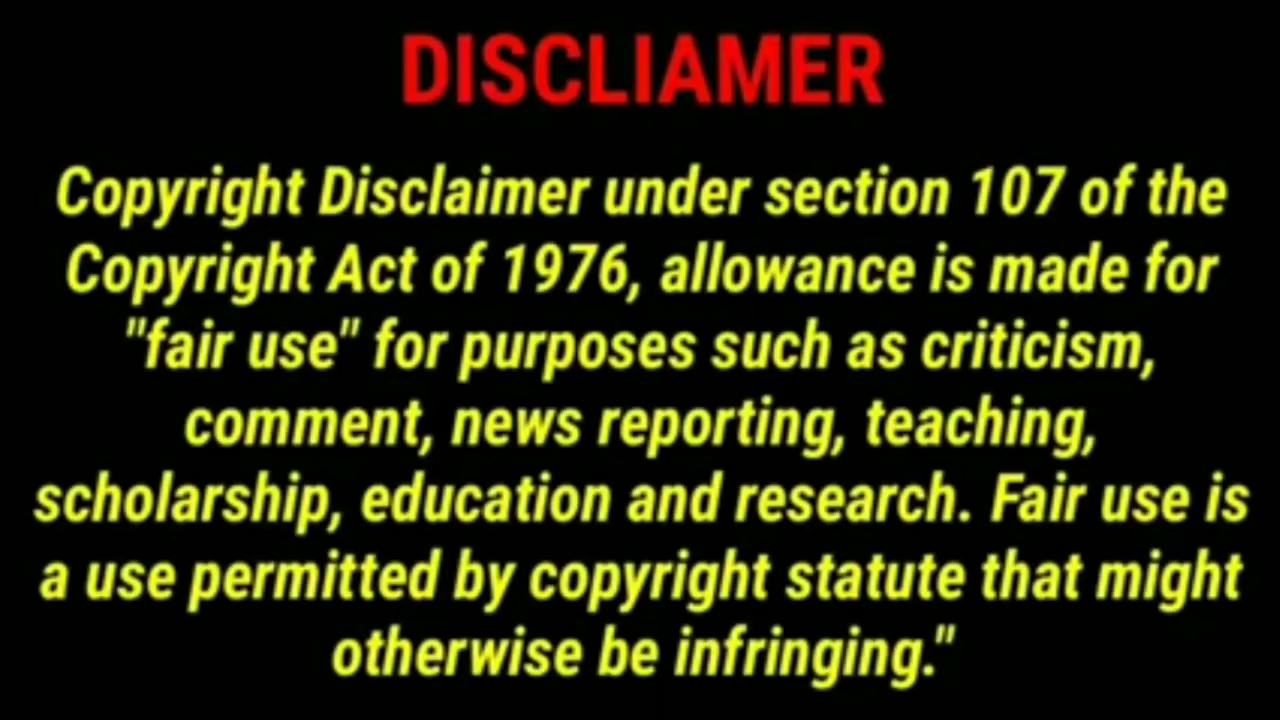 DISCLIAMER
Copyright Disclaimer under section 107 of the
Copyright Act of 1976, allowance is made for
"fair use" for purposes such as criticism,
comment, news reporting, teaching,
scholarship, education and research. Fair use is
a use permitted by copyright statute that might
otherwise be infringing."